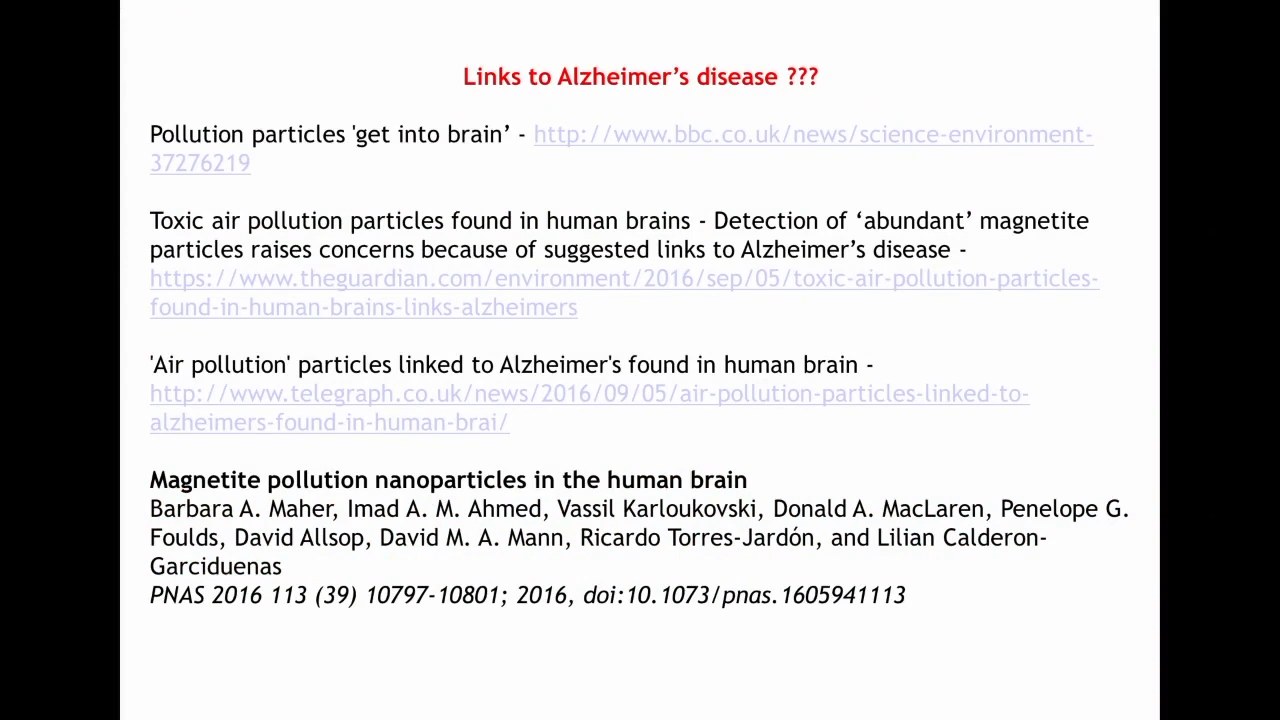 Links to Alzheimer’s disease ???
Pollution particles 'get into brain’ - http://www.bbc.co.uk/news/science-environment-
37276219
Toxic air pollution particles found in human brains - Detection of ‘abundant’ magnetite
particles raises concerns because of suggested links to Alzheimer’s disease -
https://www.theguardian.com/environment/2016/sep/05/toxic-air-pollution-particles-
found-in-human-brains-links-alzheimers
'Air pollution' particles linked to Alzheimer's found in human brain -
http://www.telegraph.co.uk/news/2016/09/05/air-pollution-particles-linked-to-
alzheimers-found-in-human-brai/
Magnetite pollution nanoparticles in the human brain
Barbara A. Maher, Imad A. M. Ahmed, Vassil Karloukovski, Donald A. MacLaren, Penelope G.
Foulds, David Allsop, David M. A. Mann, Ricardo Torres-Jardón, and Lilian Calderon-
Garciduenas
PNAS 2016 113 (39) 10797-10801; 2016, doi:10.1073/pnas.1605941113